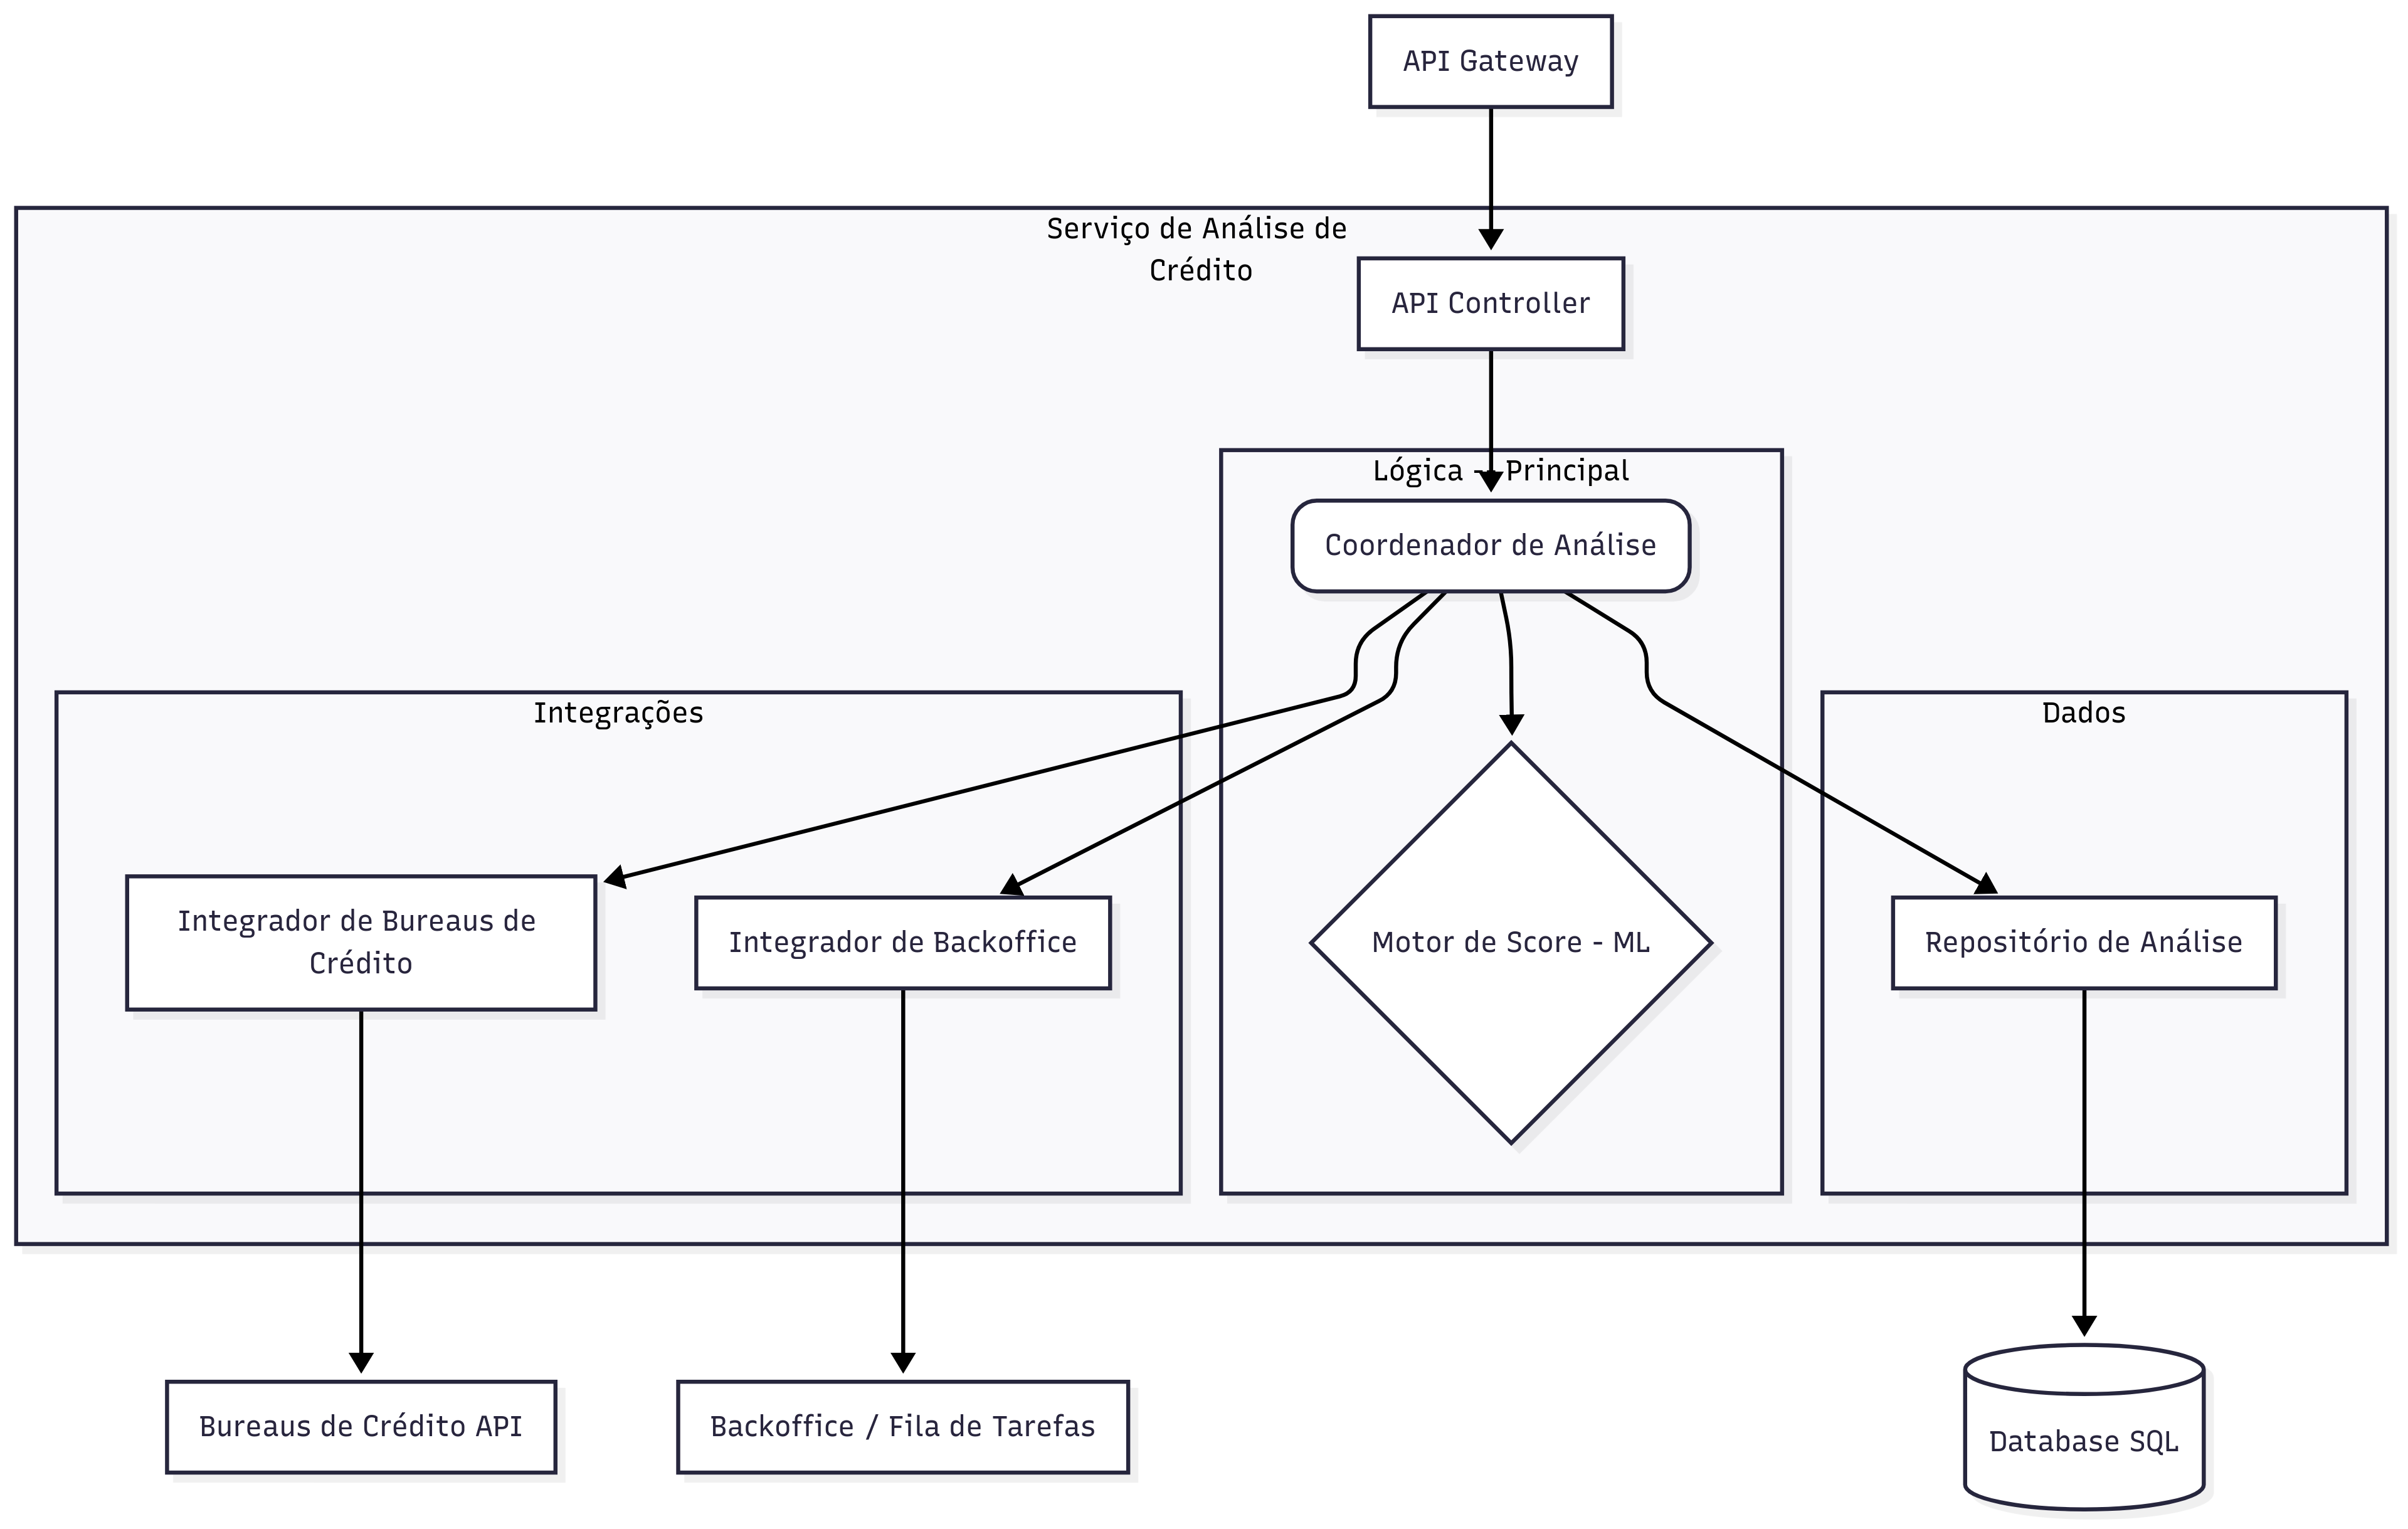 API Gateway
Serviço de Análise de
Crédito
API Controller
Lógica - Principal
Coordenador de Análise
Integrações
Dados
Integrador de Bureaus de
Crédito
Integrador de Backoffice
Motor de Score - ML
Repositório de Análise
Bureaus de Crédito API
Backoffice / Fila de Tarefas
Database SQL